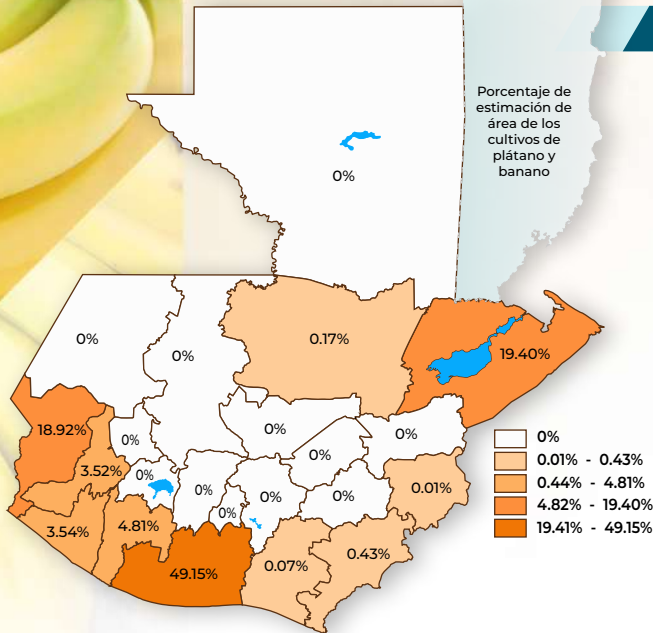 Porcentaje de
estimación de
área de los
cultivos de
plátano y
banano
0%
0.17%
19.40%
0%
0%
18.92%
0%
0%
0%
3.52%
0%
0%
0%
0.01%
0%
0%
0%
3.54%
4.81%
0.43%
49.15%
0.07%
0%
0.01% - 0.43%
0.44% - 4.81%
4.82% - 19.40%
19.41% - 49.15%